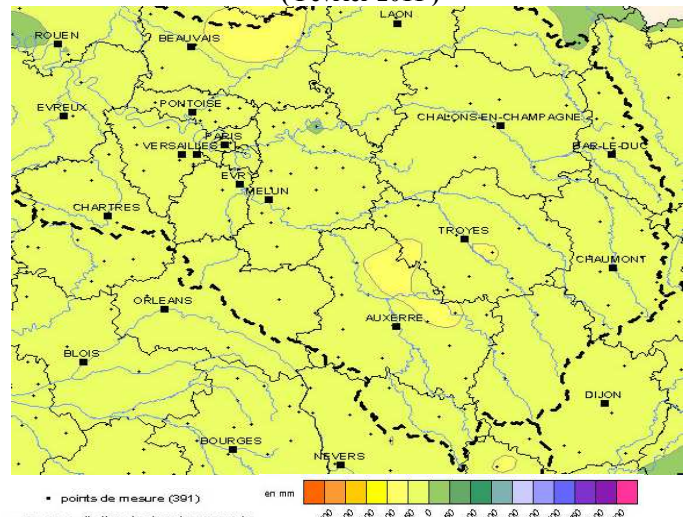 LAON
ROUEN
BEAUVAIS
PONTOISE
EVREUX
CHALONS-EN-CHAMPAGNE
PARIS
VERSAILLES
BAR-LE-DUC
EVR
MELUN
CHARTRES
TROYES
CHAUMONT
ORLEANS
AUXERRE
BLOIS
DIJON
BOURGES
NEVERS
points de mesure (391)
en mm